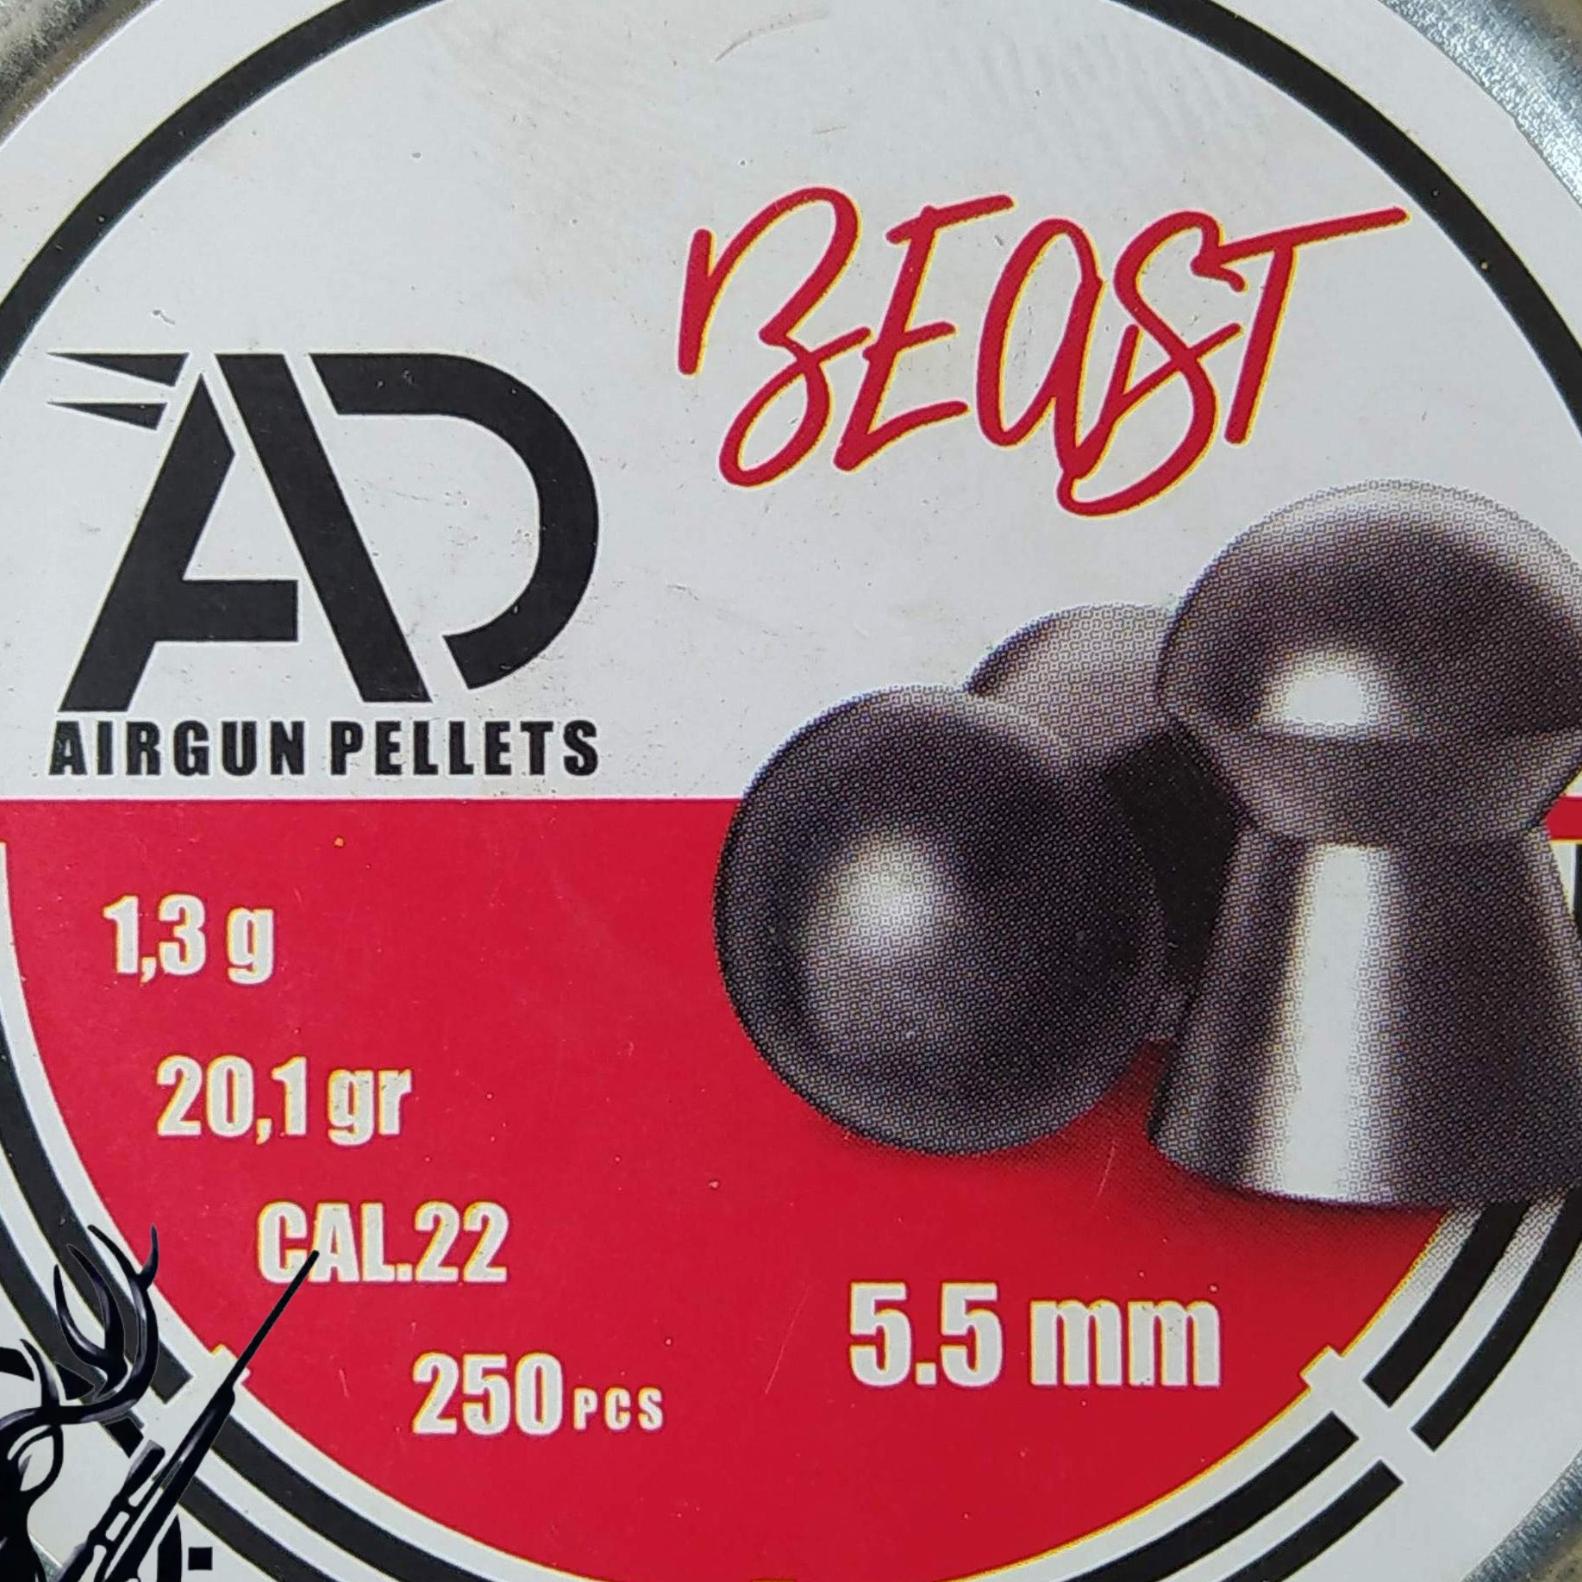 BEAST
AD
AIRGUN PELLETS
1,3 g
20,1 gr
CAL.22
250 PCS
5.5 mm